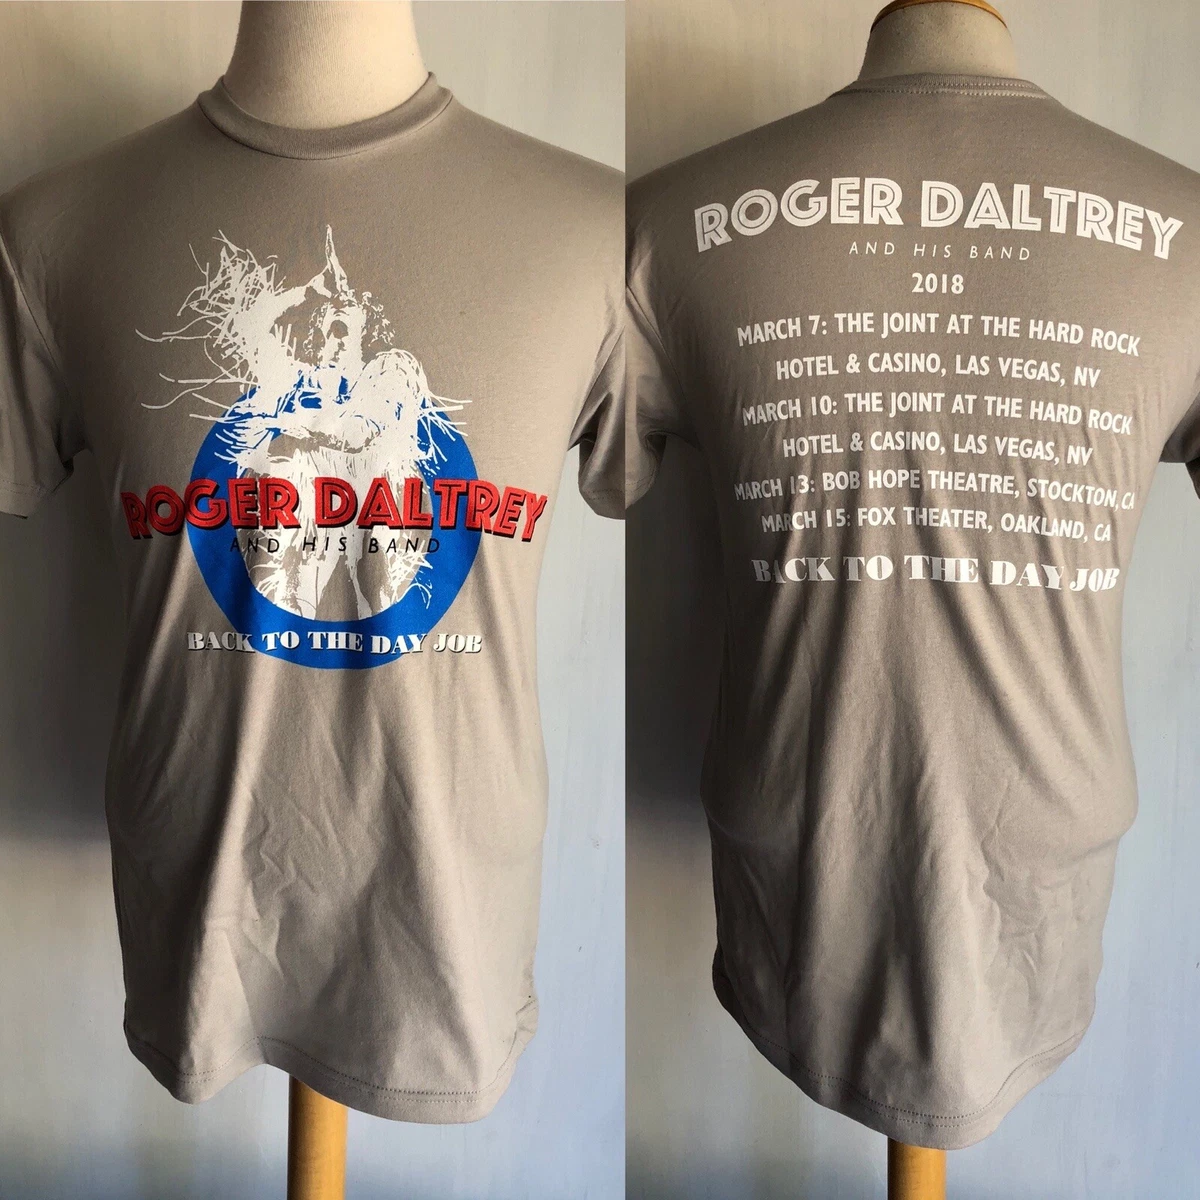 ROGER DALTREY
AND HIS BAND
BACK TO THE DAY JOB
ROGER DALTREY
AND HIS BAND
2018
MARCH 7: THE JOINT AT THE HARD ROCK
HOTEL & CASINO, LAS VEGAS, NV
MARCH 10: THE JOINT AT THE HARD ROCK
HOTEL & CASINO, LAS VEGAS, NV
MARCH 13: BOB HOPE THEATRE, STOCKTON, CA
MARCH 15: FOX THEATER, OAKLAND, CA
BACK TO THE DAY JOB